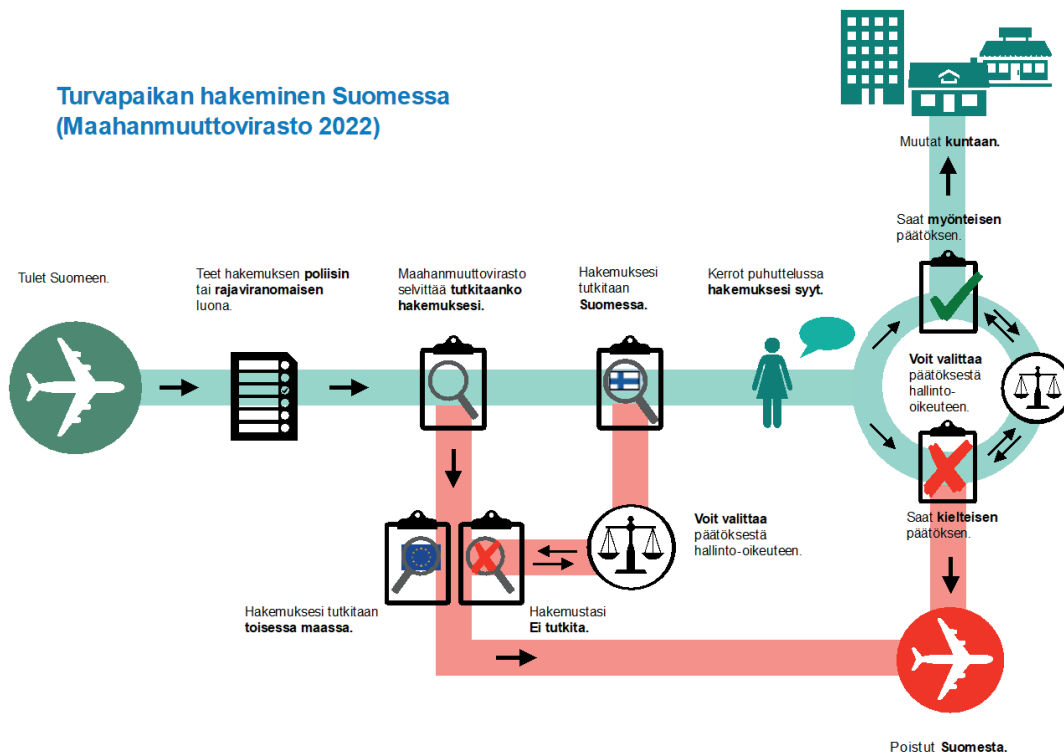 Turvapaikan hakeminen Suomessa
(Maahanmuuttovirasto 2022)
Muutat kuntaan.
Saat myönteisen
päätöksen.
Tulet Suomeen.
Teet hakemuksen poliisin
tai rajaviranomaisen
luona.
Maahanmuuttovirasto
selvittää tutkitaanko
hakemuksesi.
Hakemuksesi
tutkitaan
Suomessa.
Kerrot puhuttelussa
hakemuksesi syyt.
Voit valittaa
päätöksestä
hallinto-
oikeuteen.
Saat kielteisen
päätöksen.
Voit valittaa
päätöksestä
hallinto-oikeuteen.
Hakemuksesi tutkitaan
toisessa maassa.
Hakemustasi
Ei tutkita.
Poistut Suomesta.